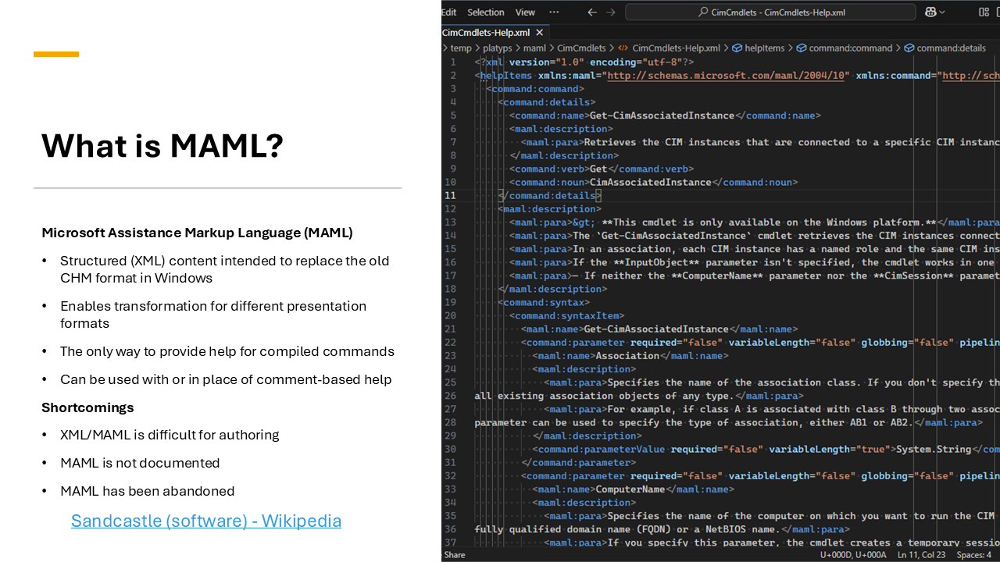 What is MAML?
Microsoft Assistance Markup Language (MAML)
• Structured (XML) content intended to replace the old
CHM format in Windows
• Enables transformation for different presentation
formats
• The only way to provide help for compiled commands
• Can be used with or in place of comment-based help
Shortcomings
• XML/MAML is difficult for authoring
• MAML is not documented
• MAML has been abandoned
Sandcastle (software) - Wikipedia
Edit Selection View ··· CimCmdlets - CimCmdlets-Help.xml
CimCmdlets-Help.xml
> temp > platyps > maml > CimCmdlets > CimCmdlets-Help.xml > helpItems > command:command > command:details
1 <?xml version="1.0" encoding="utf-8"?>
2 <helpItems xmlns:maml="http://schemas.microsoft.com/maml/2004/10" xmlns:command="http://sch
3 <command:command>
4 <command:details>
5 <command:name>Get-CimAssociatedInstance</command:name>
6 <maml:description>
7 <maml:para>Retrieves the CIM instances that are connected to a specific CIM instanc
8 </maml:description>
9 <command:verb>Get</command:verb>
10 <command:noun>CimAssociatedInstance</command:noun>
11 </command:details>
12 <maml:description>
13 <maml:para>&gt; **This cmdlet is only available on the Windows platform.**</maml:para
14 <maml:para>The `Get-CimAssociatedInstance` cmdlet retrieves the CIM instances connect
15 <maml:para>In an association, each CIM instance has a named role and the same CIM ins
16 <maml:para>If the **InputObject** parameter isn't specified, the cmdlet works in one
17 <maml:para>- If neither the **ComputerName** parameter nor the **CimSession** paramet
18 </maml:description>
19 <command:syntax>
20 <command:syntaxItem>
21 <maml:name>Get-CimAssociatedInstance</maml:name>
22 <command:parameter required="false" variableLength="false" globbing="false" pipelin
23 <maml:name>Association</maml:name>
24 <maml:description>
25 <maml:para>Specifies the name of the association class. If you don't specify th
26 all existing association objects of any type.</maml:para>
27 <maml:para>For example, if class A is associated with class B through two assoc
28 parameter can be used to specify the type of association, either AB1 or AB2.</maml:para>
29 </maml:description>
30 <command:parameterValue required="false" variableLength="true">System.String</com
31 </command:parameter>
32 <command:parameter required="false" variableLength="false" globbing="false" pipelin
33 <maml:name>ComputerName</maml:name>
34 <maml:description>
35 <maml:para>Specifies the name of the computer on which you want to run the CIM
36 fully qualified domain name (FQDN) or a NetBIOS name.</maml:para>
37 <maml:para>If you specify this parameter, the cmdlet creates a temporary sessio
Share U+000D, U+000A Ln 11, Col 23 Spaces: 4